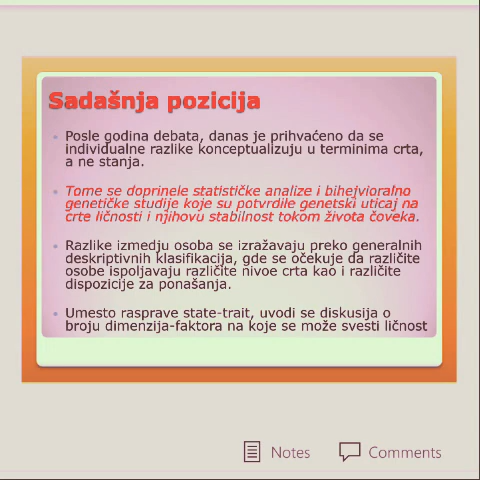 Sadašnja pozicija
Posle godina debata, danas je prihvaćeno da se
individualne razlike konceptualizuju u terminima crta,
a ne stanja.
Tome se doprinele statističke analize i bihejvioralno
genetičke studije koje su potvrdile genetski uticaj na
crte ličnosti i njihovu stabilnost tokom života čoveka.
Razlike izmedju osoba se izražavaju preko generalnih
deskriptivnih klasifikacija, gde se očekuje da različite
osobe ispoljavaju različite nivoe crta kao i različite
dispozicije za ponašanja.
Umesto rasprave state-trait, uvodi se diskusija o
broju dimenzija-faktora na koje se može svesti ličnost
Notes
Comments